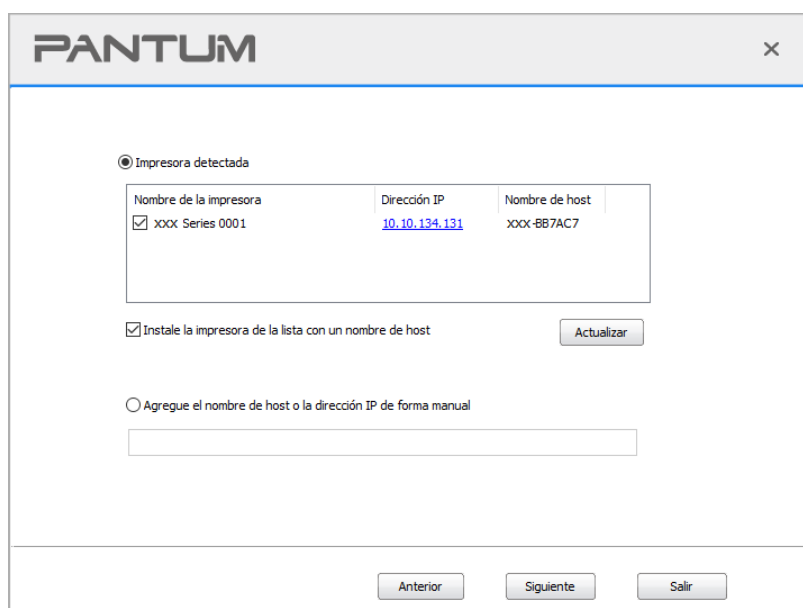 PANTUM
Impresora detectada
Nombre de la impresora Dirección IP Nombre de host
XXX Series 0001 10.10.134.131 XXX-BB7AC7
Instale la impresora de la lista con un nombre de host Actualizar
Agregue el nombre de host o la dirección IP de forma manual
Anterior Siguiente Salir